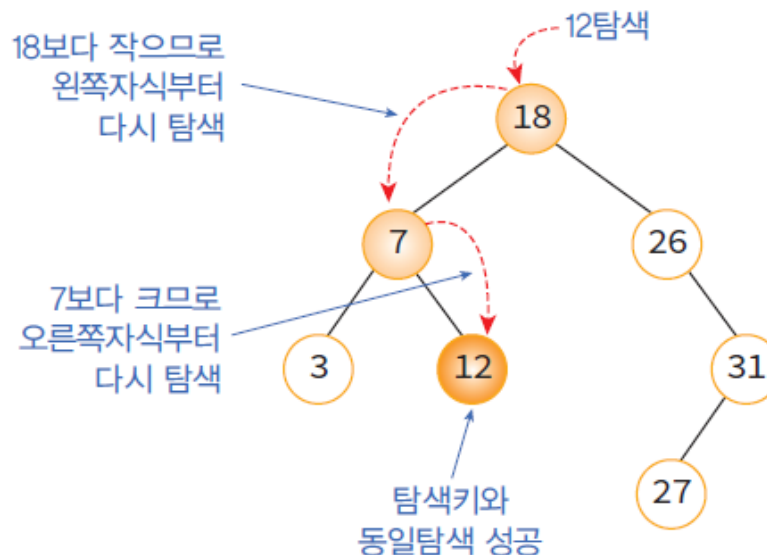 12탐색
18보다 작으므로
왼쪽자식부터
다시 탐색
18
7
26
7보다 크므로
오른쪽자식부터
다시 탐색
3
12
31
27
탐색키와
동일탐색 성공